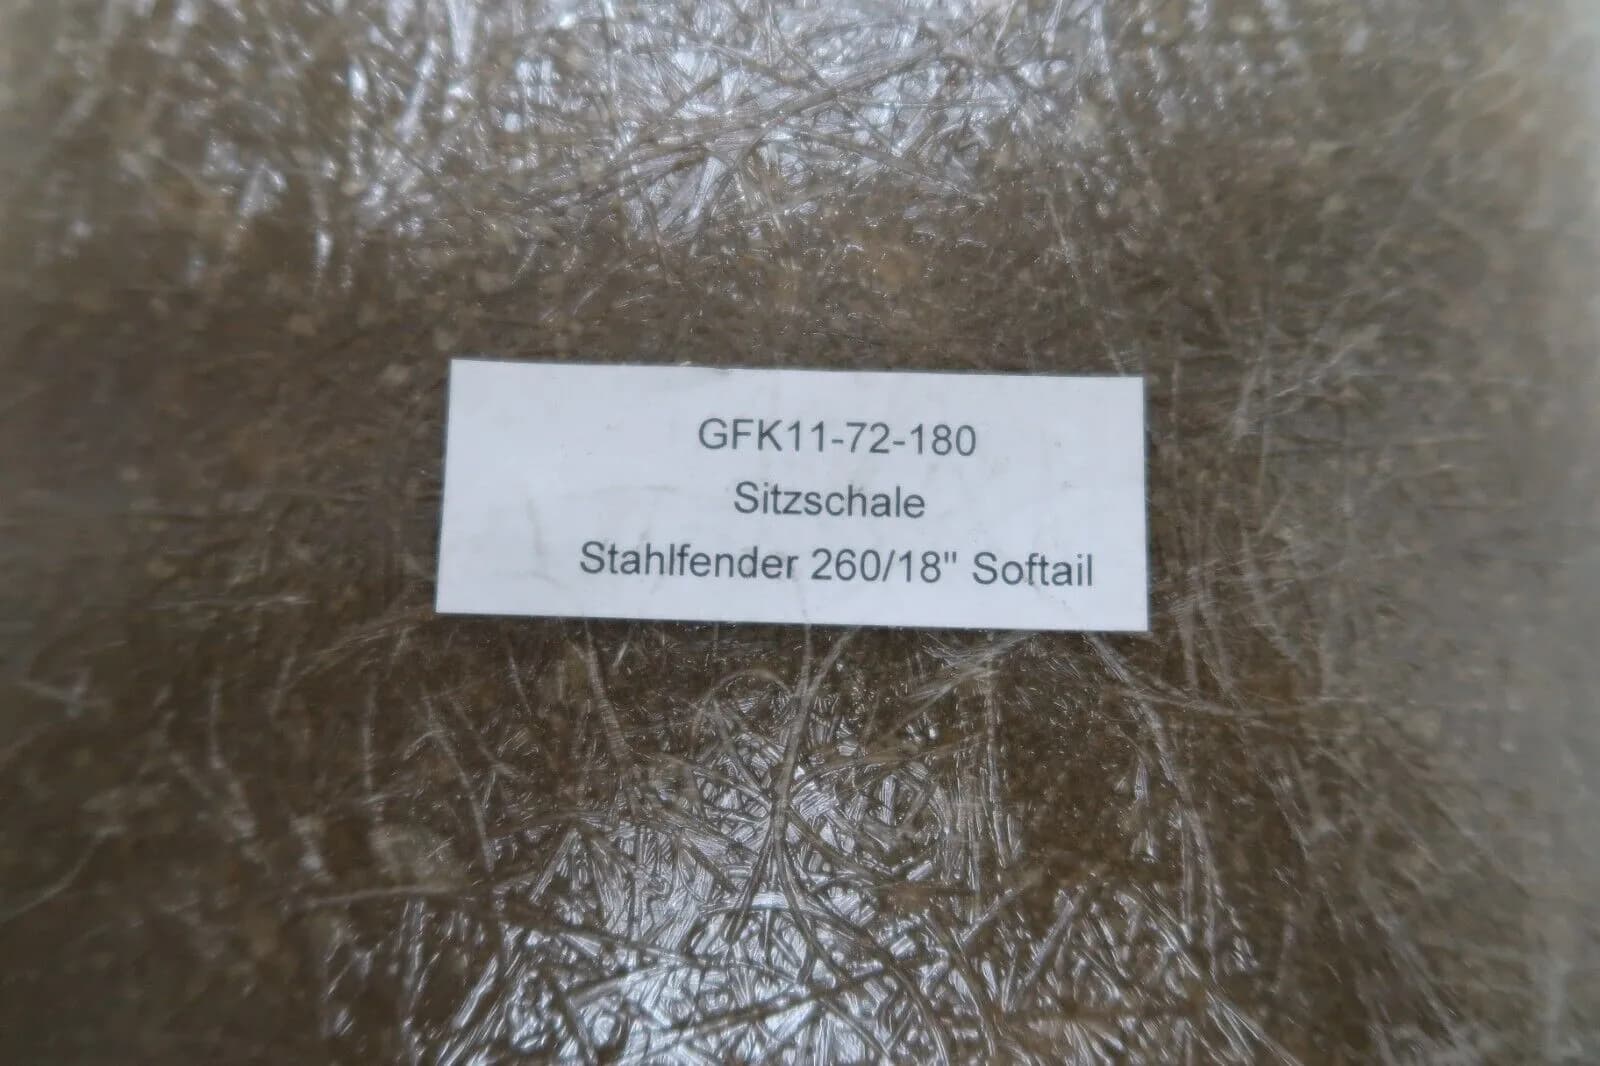 GFK11-72-180
Sitzschale
Stahlfender 260/18" Softail